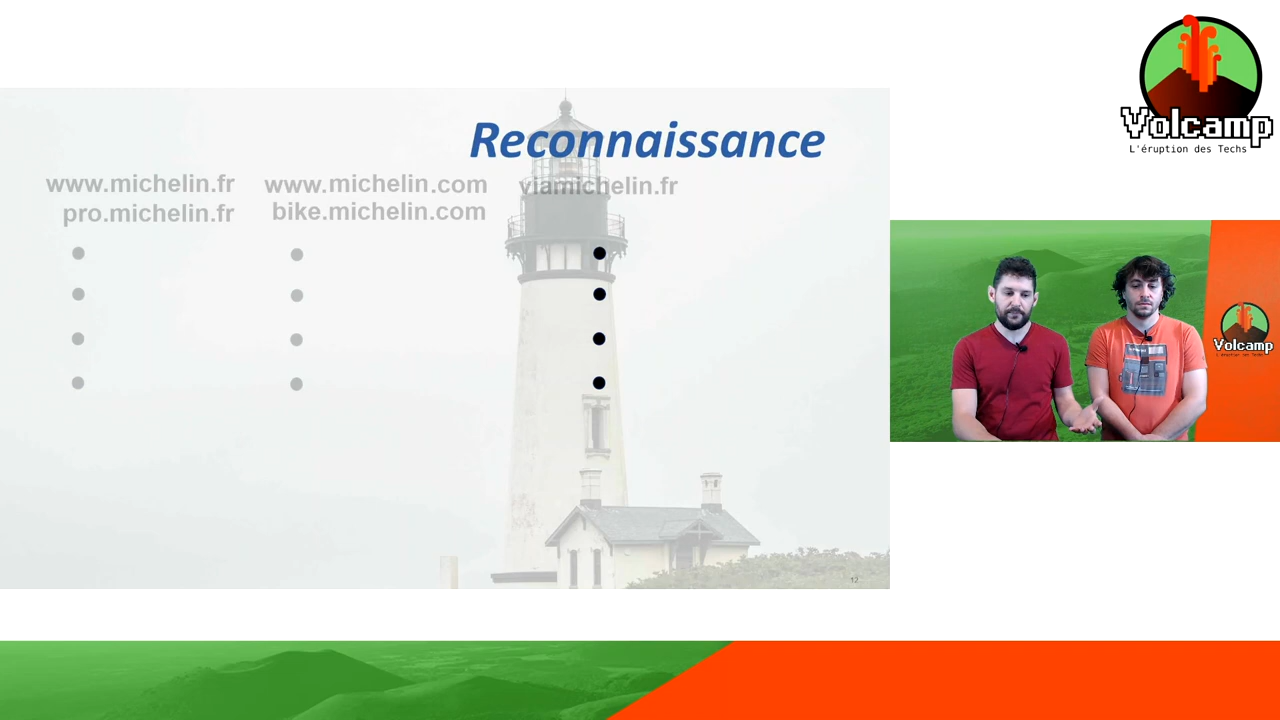 Volcamp
L'éruption des Techs
Reconnaissance
www.michelin.fr www.michelin.com viamichelin.fr
pro.michelin.fr bike.michelin.com
Volcamp
12